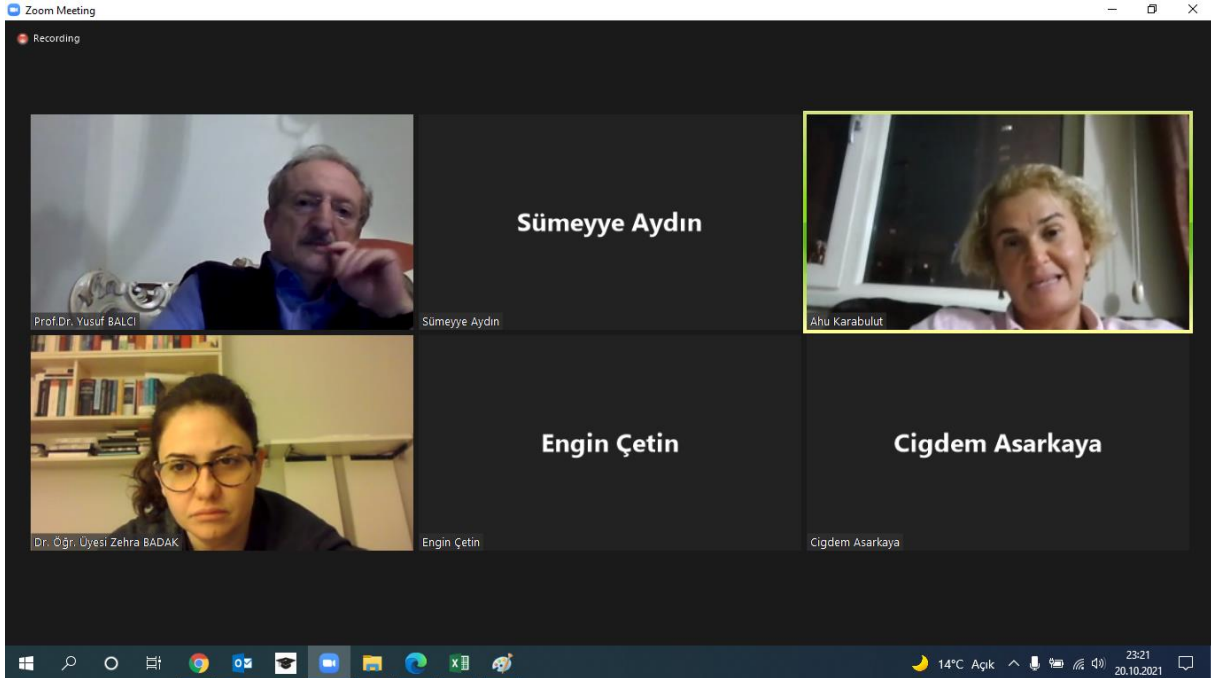 Zoom Meeting
Recording
Sümeyye Aydın
Prof.Dr. Yusuf BALCI
Sümeyye Aydın
Ahu Karabulut
Engin Çetin
Cigdem Asarkaya
Dr. Öğr. Üyesi Zehra BADAK
Engin Çetin
Cigdem Asarkaya
14°C Açık
23:21
20.10.2021